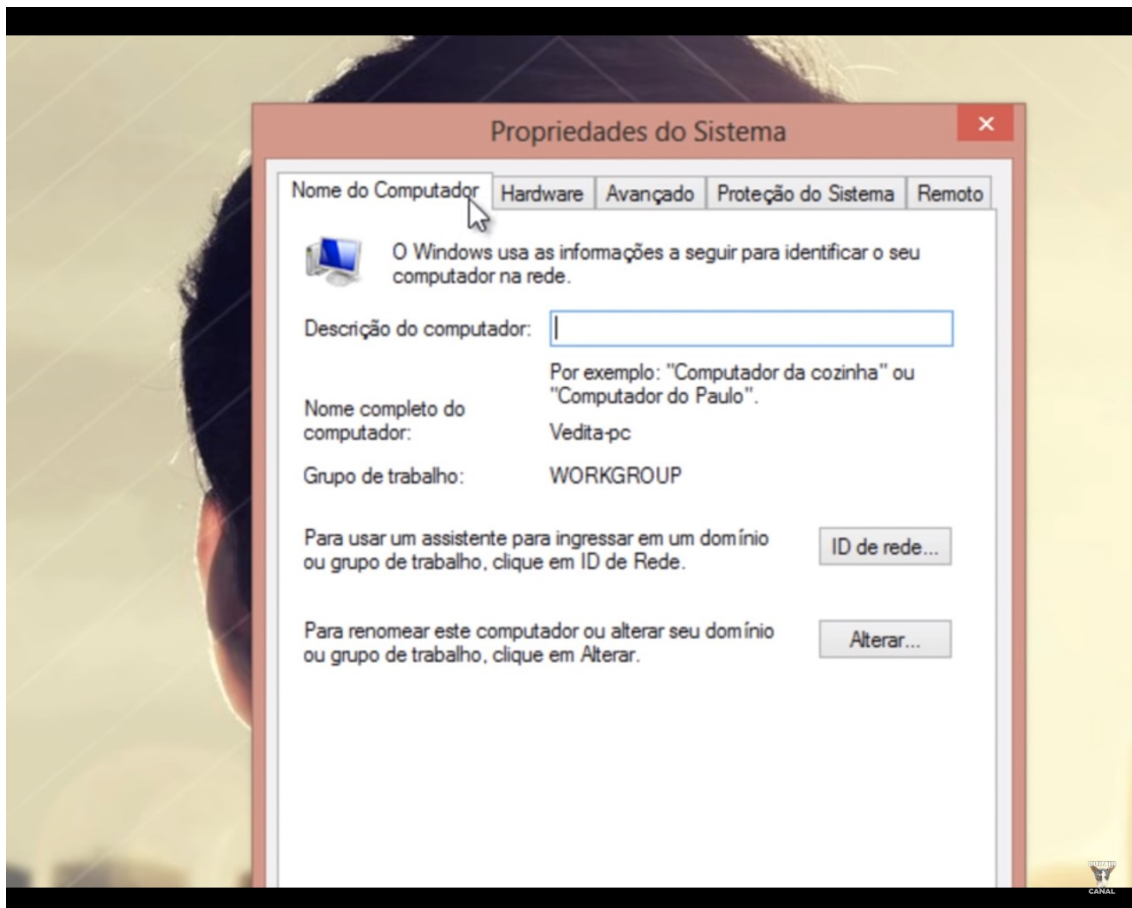 Propriedades do Sistema
Nome do Computador
Hardware
Avançado
Proteção do Sistema
Remoto
O Windows usa as informações a seguir para identificar o seu
computador na rede.
Descrição do computador:
Por exemplo: "Computador da cozinha" ou
"Computador do Paulo".
Nome completo do
computador:
Vedita-pc
Grupo de trabalho:
WORKGROUP
Para usar um assistente para ingressar em um domínio
ou grupo de trabalho, clique em ID de Rede.
ID de rede...
Para renomear este computador ou alterar seu domínio
ou grupo de trabalho, clique em Alterar.
Alterar...
CANAL